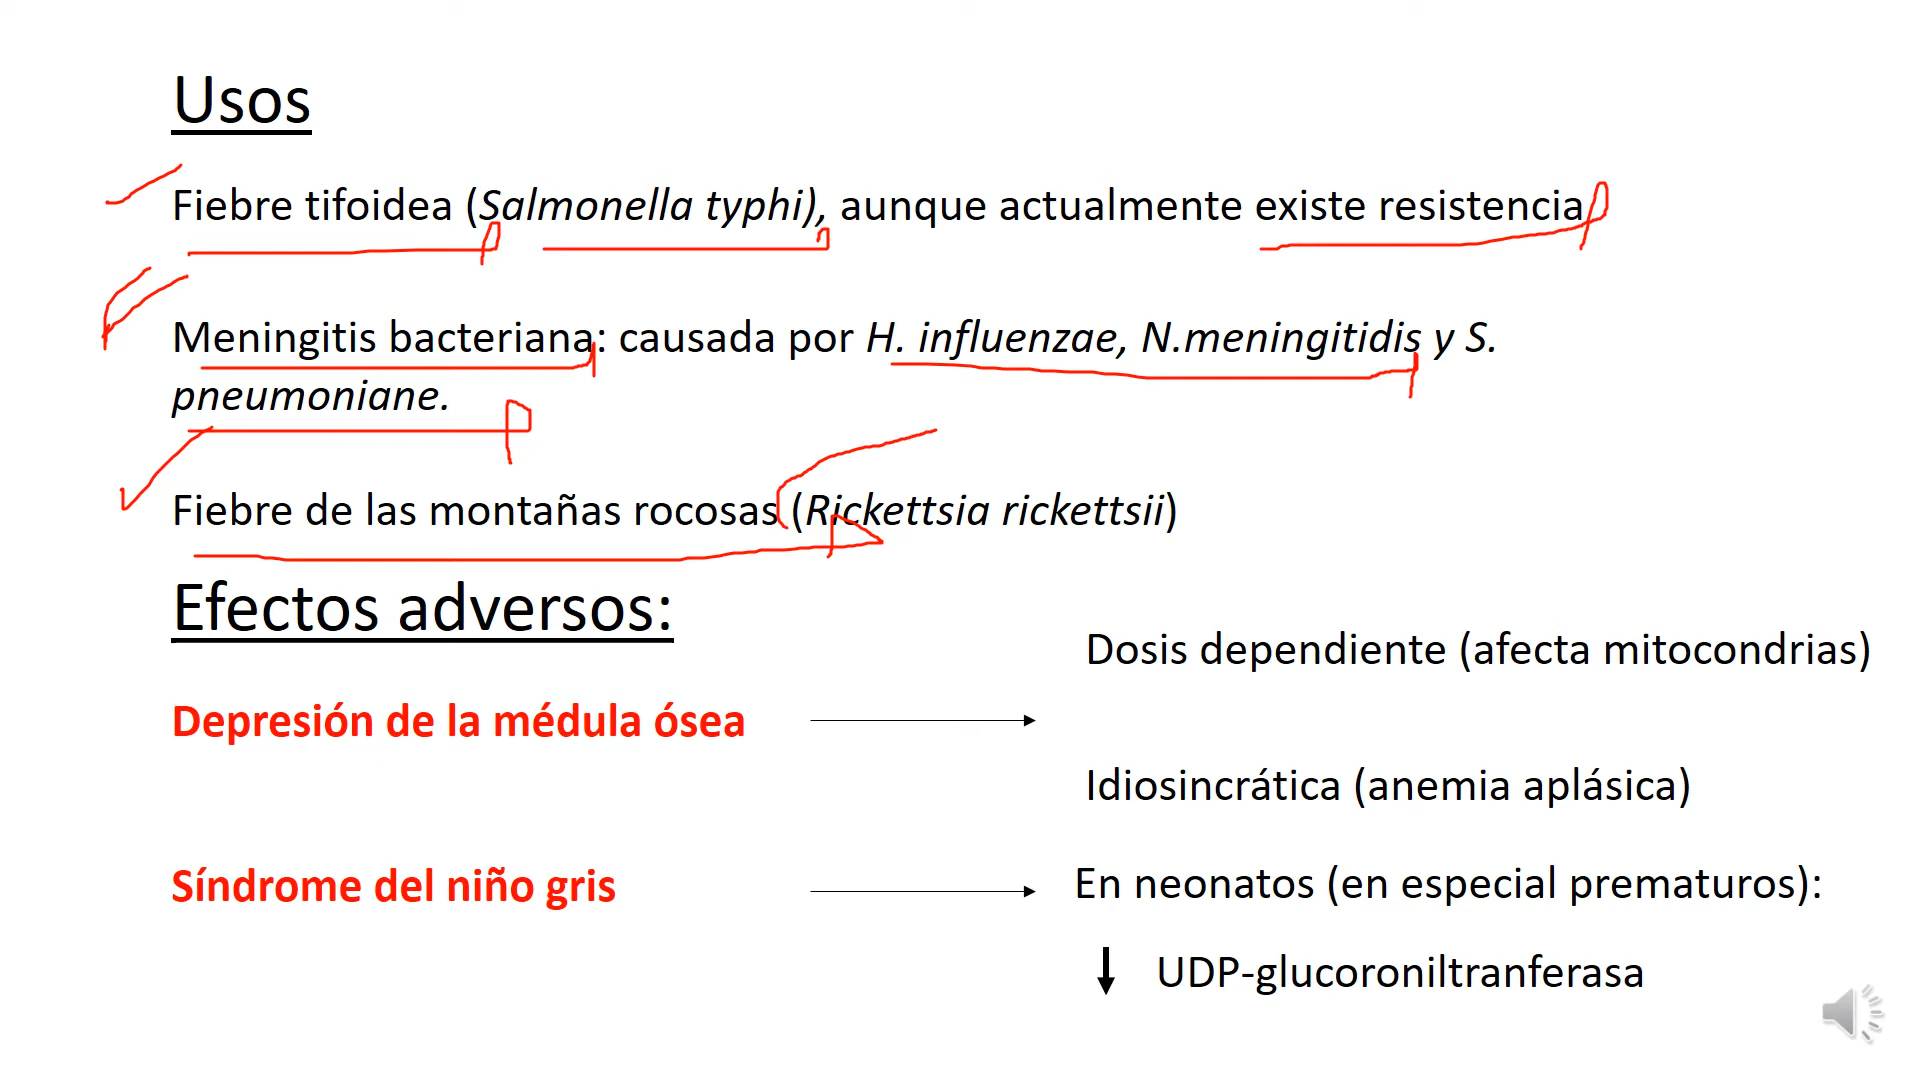 Usos
Fiebre tifoidea (Salmonella typhi), aunque actualmente existe resistencia
Meningitis bacteriana: causada por H. influenzae, N.meningitidis y S.
pneumoniane.
Fiebre de las montañas rocosas (Rickettsia rickettsii)
Efectos adversos:
Dosis dependiente (afecta mitocondrias)
Depresión de la médula ósea
Idiosincrática (anemia aplásica)
Síndrome del niño gris
En neonatos (en especial prematuros):
UDP-glucoroniltranferasa